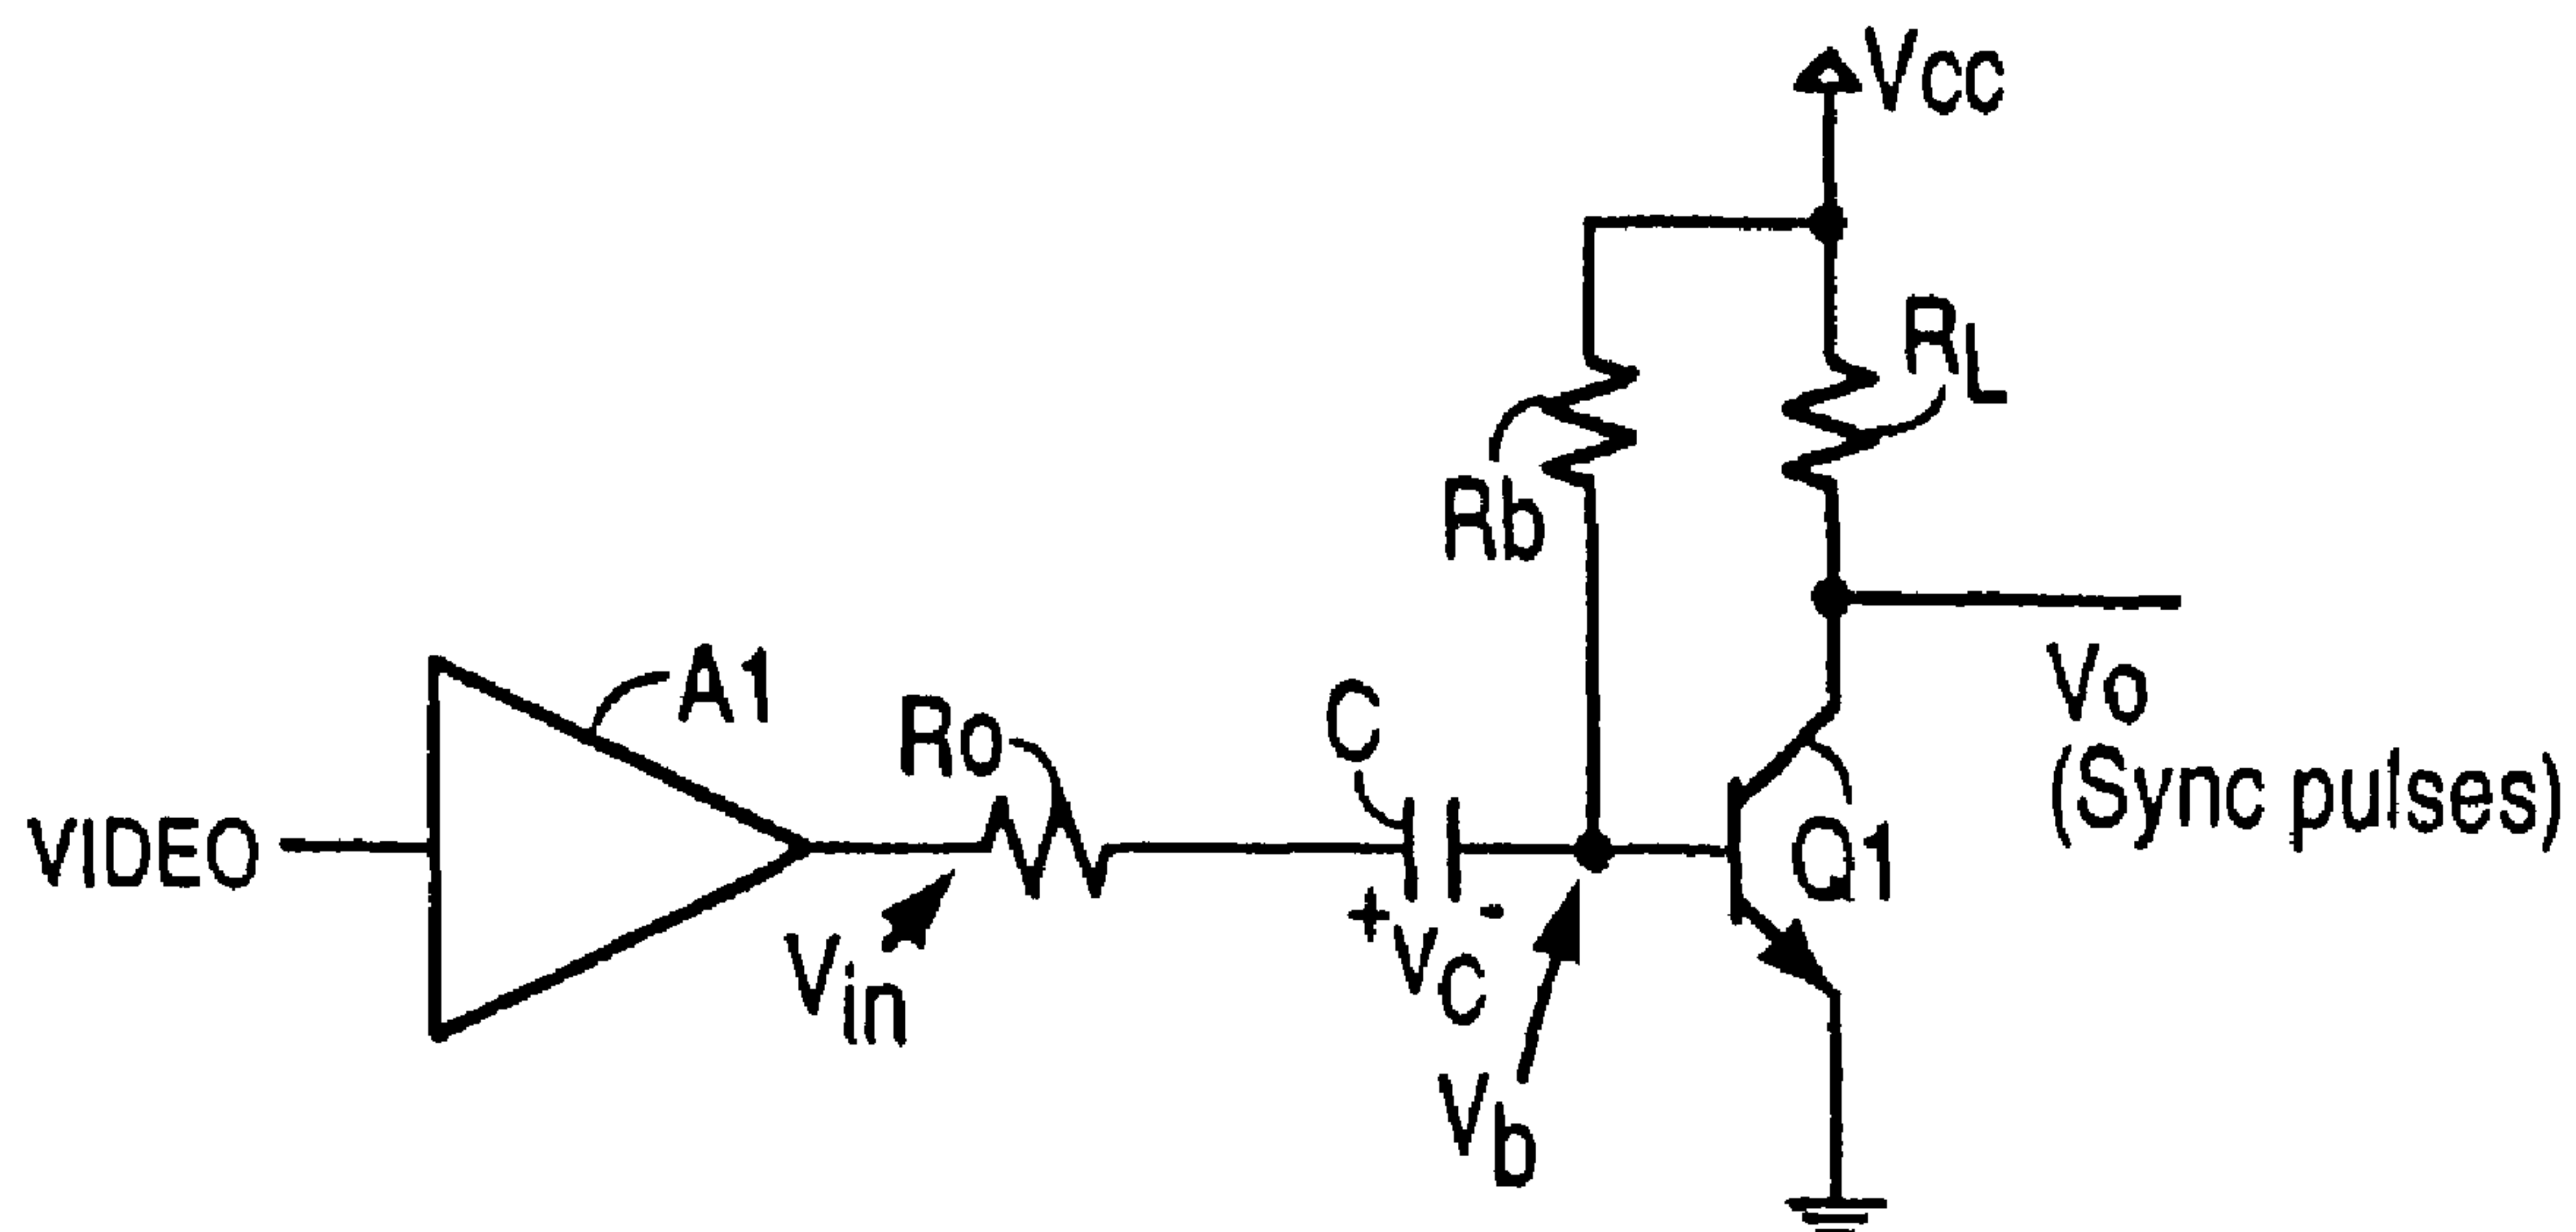 Vcc
RL
Rb
A1
Ro
C
Vo
(Sync pulses)
VIDEO
Q1
+ Vc -
Vin
Vb